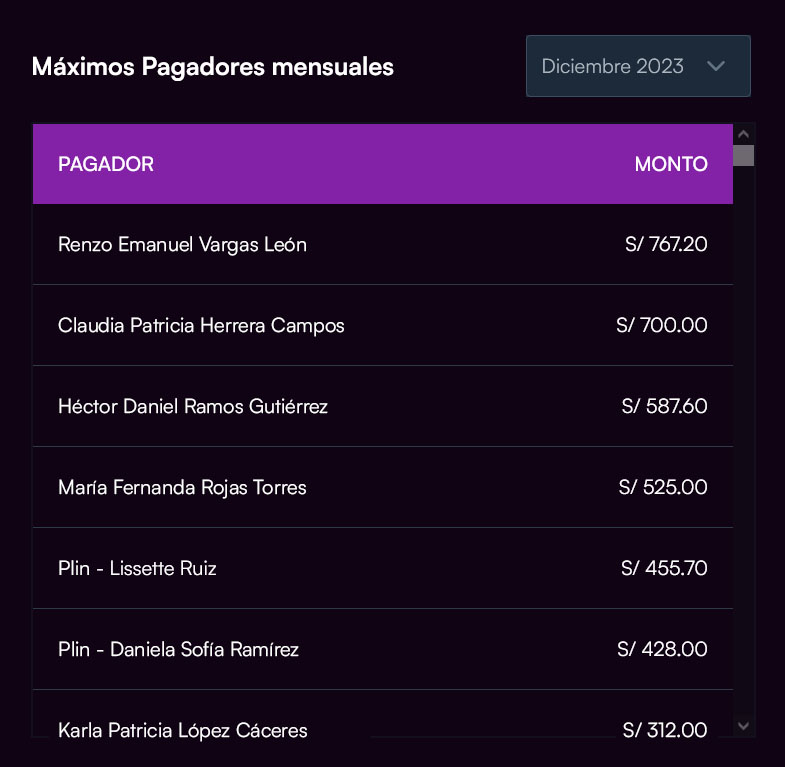 Máximos Pagadores mensuales
Diciembre 2023
PAGADOR MONTO
Renzo Emanuel Vargas León S/ 767.20
Claudia Patricia Herrera Campos S/ 700.00
Héctor Daniel Ramos Gutiérrez S/ 587.60
María Fernanda Rojas Torres S/ 525.00
Plin - Lissette Ruiz S/ 455.70
Plin - Daniela Sofía Ramírez S/ 428.00
Karla Patricia López Cáceres S/ 312.00